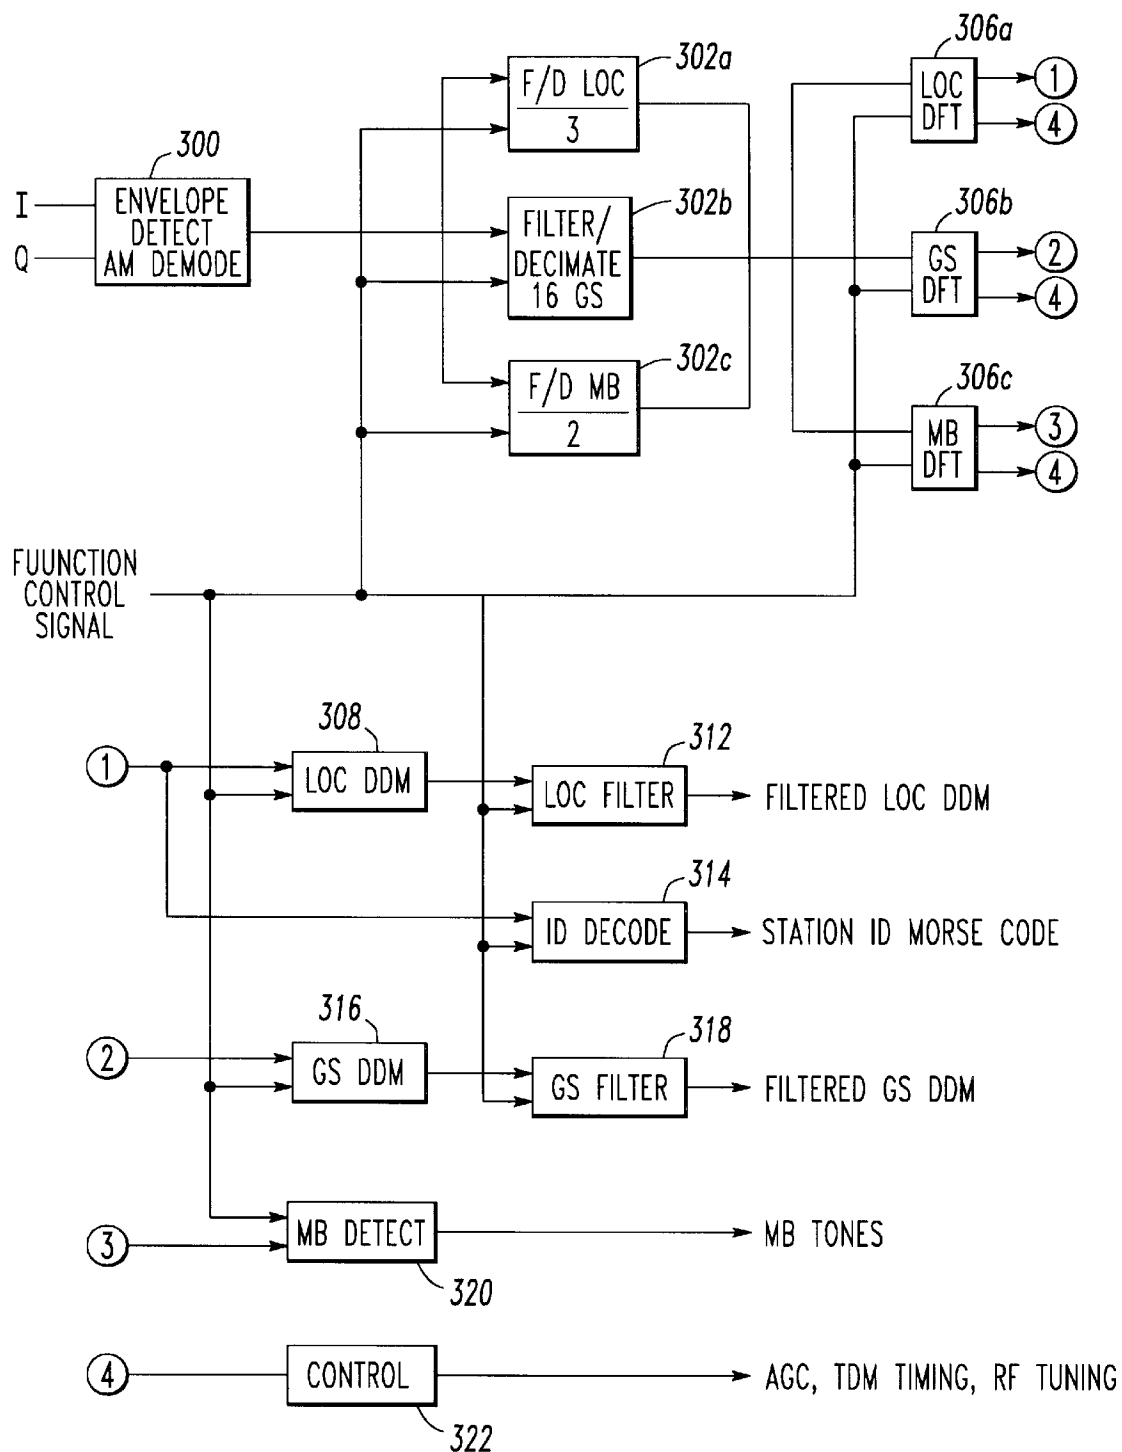 306a
302a
F/D LOC
3
LOC
DFT
1
4
300
I
Q
ENVELOPE
DETECT
AM DEMODE
302b
FILTER/
DECIMATE
16 GS
306b
GS
DFT
2
4
302c
F/D MB
2
306c
MB
DFT
3
4
FUUNCTION
CONTROL
SIGNAL
308
1
LOC DDM
312
LOC FILTER
FILTERED LOC DDM
314
ID DECODE
STATION ID MORSE CODE
316
2
GS DDM
318
GS FILTER
FILTERED GS DDM
3
MB DETECT
MB TONES
320
4
CONTROL
AGC, TDM TIMING, RF TUNING
322